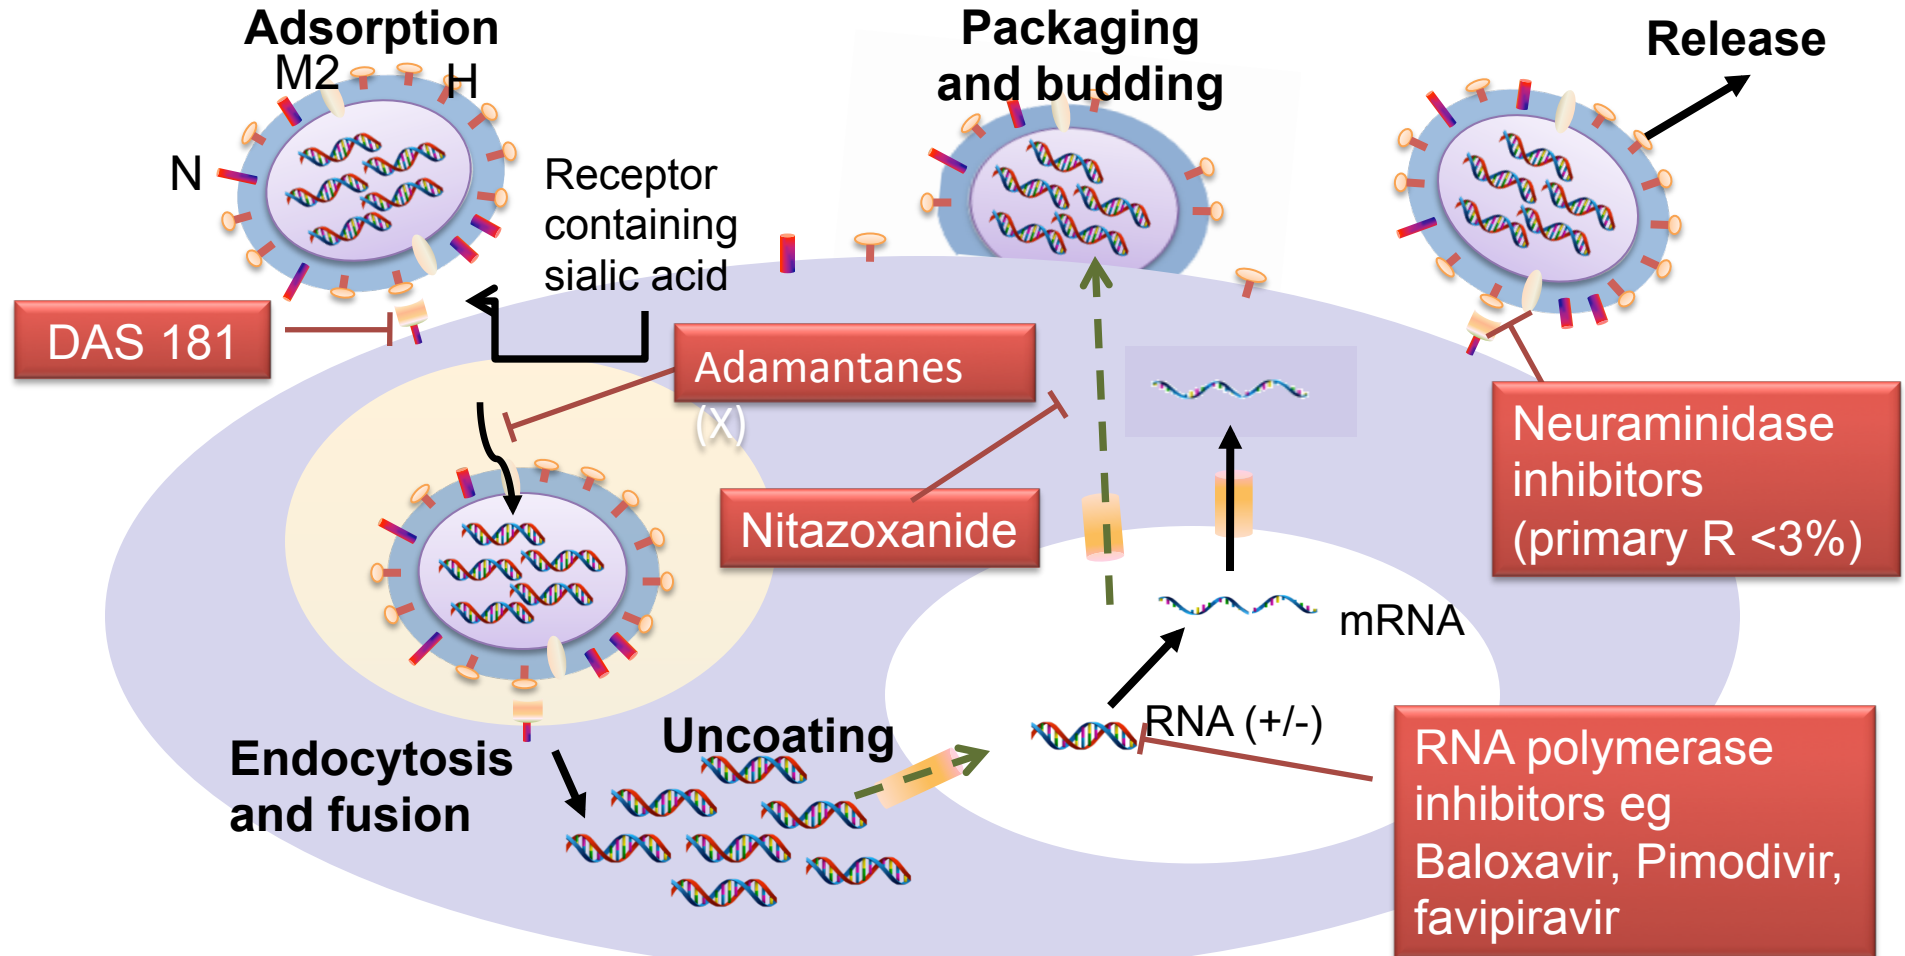 Adsorption
M2
H
N
Receptor
containing
sialic acid
DAS 181
Packaging
and budding
Release
Adamantanes
(X)
Nitazoxanide
Neuraminidase
inhibitors
(primary R <3%)
mRNA
RNA (+/-)
Endocytosis
and fusion
Uncoating
RNA polymerase
inhibitors eg
Baloxavir, Pimodivir,
favipiravir